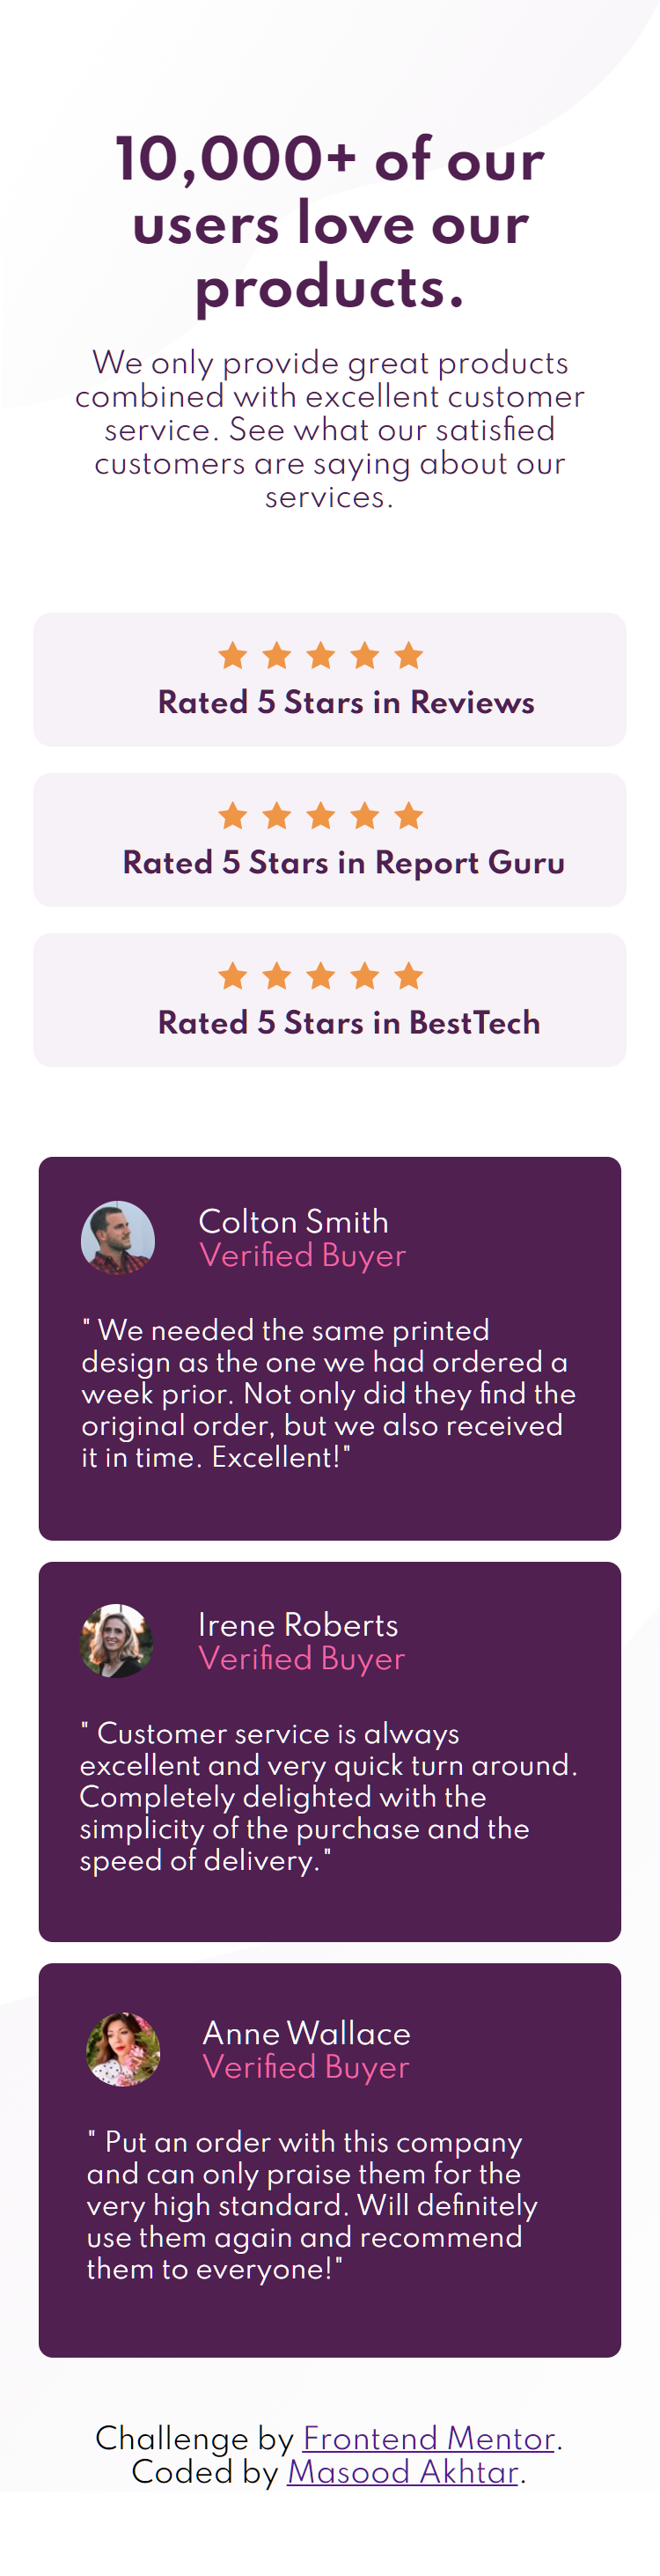 10,000+ of our
users love our
products.
We only provide great products
combined with excellent customer
service. See what our satisfied
customers are saying about our
services.
Rated 5 Stars in Reviews
Rated 5 Stars in Report Guru
Rated 5 Stars in BestTech
Colton Smith
Verified Buyer
" We needed the same printed
design as the one we had ordered a
week prior. Not only did they find the
original order, but we also received
it in time. Excellent!"
Irene Roberts
Verified Buyer
" Customer service is always
excellent and very quick turn around.
Completely delighted with the
simplicity of the purchase and the
speed of delivery."
Anne Wallace
Verified Buyer
" Put an order with this company
and can only praise them for the
very high standard. Will definitely
use them again and recommend
them to everyone!"
Challenge by Frontend Mentor.
Coded by Masood Akhtar.